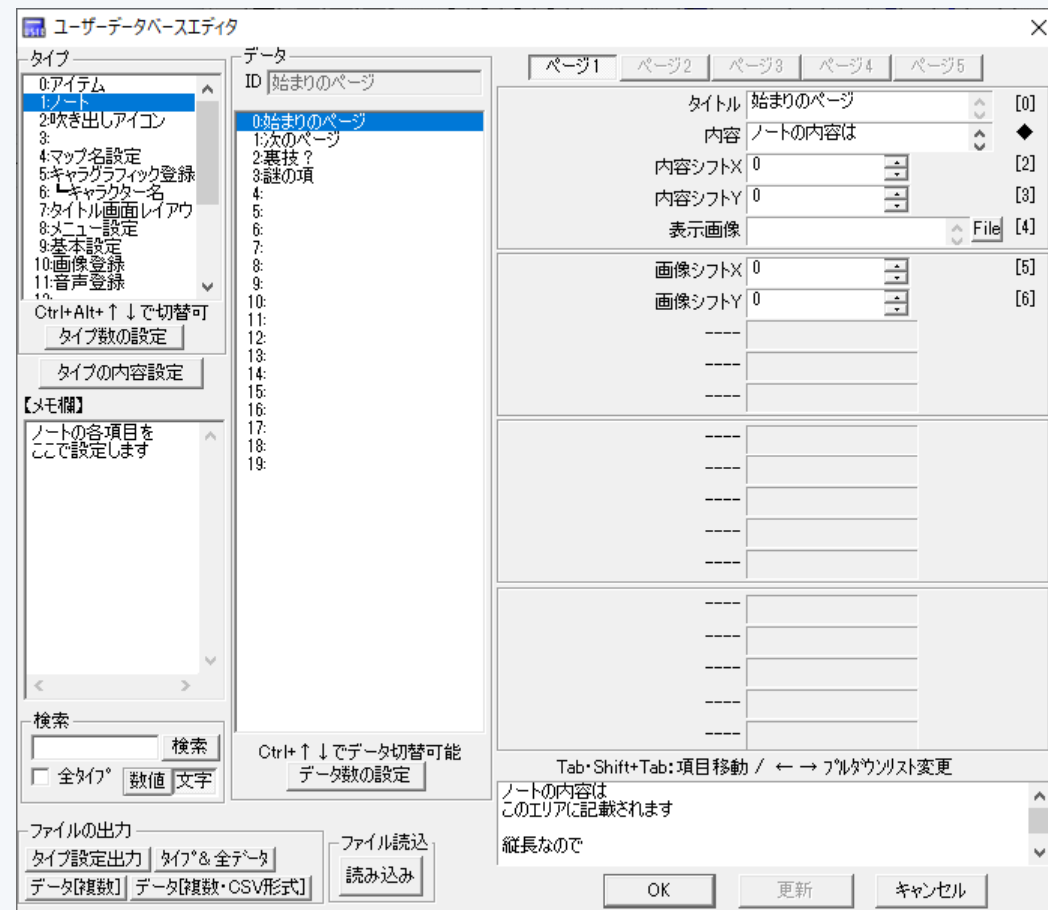 ユーザーデータベースエディタ
タイプ
0:アイテム
1:ノート
2:吹き出しアイコン
3:
4:マップ名設定
5:キャラグラフィック登録
6: ┗キャラクター名
7:タイトル画面レイアウ
8:メニュー設定
9:基本設定
10:画像登録
11:音声登録
Ctrl+Alt+↑↓で切替可
タイプ数の設定
タイプの内容設定
【メモ欄】
ノートの各項目を
ここで設定します
検索
検索
全タイプ 数値 文字
ファイルの出力
タイプ設定出力 タイプ&全データ
データ[複数] データ[複数・CSV形式]
データ
ID 始まりのページ
0:始まりのページ
1:次のページ
2:裏技?
3:謎の項
4:
5:
6:
7:
8:
9:
10:
11:
12:
13:
14:
15:
16:
17:
18:
19:
Ctrl+↑↓でデータ切替可能
データ数の設定
ファイル読込
読み込み
ページ1 ページ2 ページ3 ページ4 ページ5
タイトル 始まりのページ [0]
内容 ノートの内容は ◆
内容シフトX 0 [2]
内容シフトY 0 [3]
表示画像 File [4]
画像シフトX 0 [5]
画像シフトY 0 [6]
----
----
----
----
----
----
----
----
----
----
----
----
----
Tab・Shift+Tab:項目移動 / ←→ プルダウンリスト変更
ノートの内容は
このエリアに記載されます
縦長なので
OK 更新 キャンセル